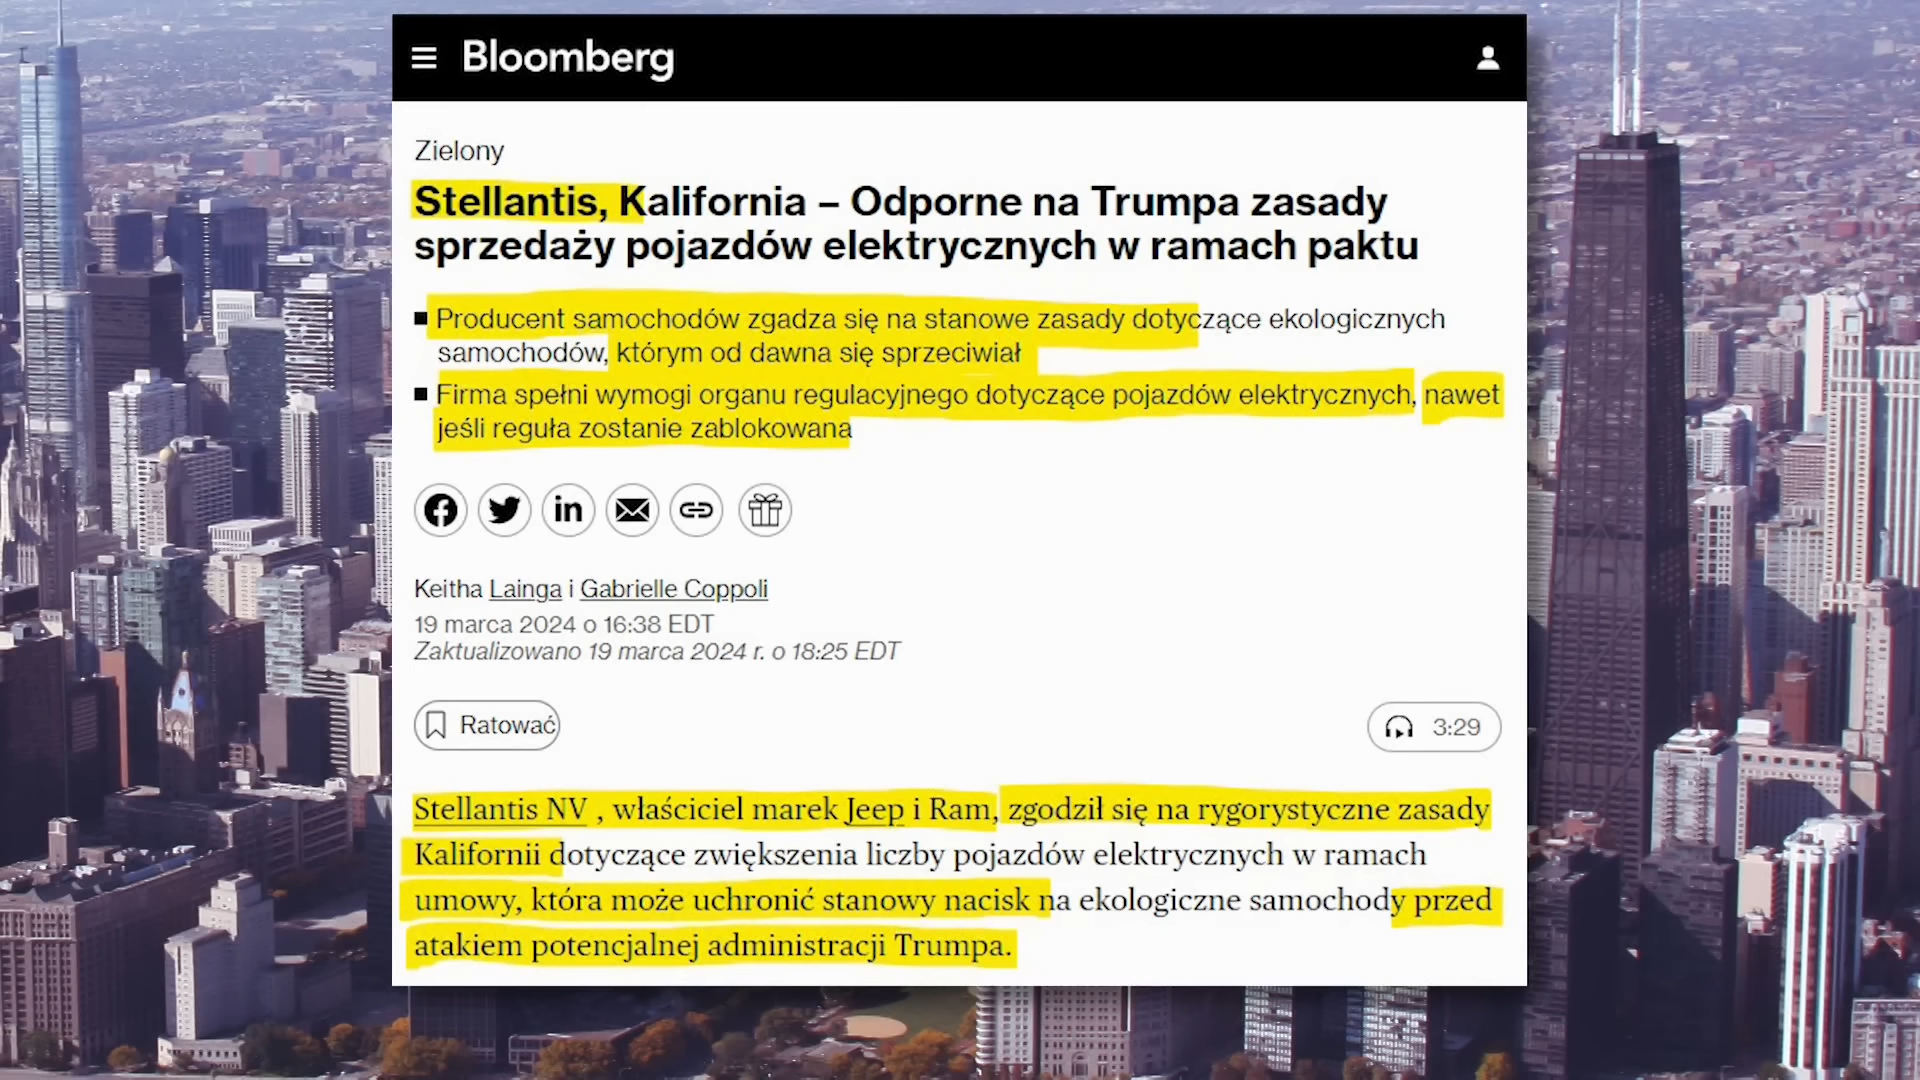 Bloomberg
Zielony
Stellantis, Kalifornia – Odporne na Trumpa zasady
sprzedaży pojazdów elektrycznych w ramach paktu
Producent samochodów zgadza się na stanowe zasady dotyczące ekologicznych
samochodów, którym od dawna się sprzeciwiał
Firma spełni wymogi organu regulacyjnego dotyczące pojazdów elektrycznych, nawet
jeśli reguła zostanie zablokowana
Keitha Lainga i Gabrielle Coppoli
19 marca 2024 o 16:38 EDT
Zaktualizowano 19 marca 2024 r. o 18:25 EDT
Ratować
3:29
Stellantis NV , właściciel marek Jeep i Ram, zgodził się na rygorystyczne zasady
Kalifornii dotyczące zwiększenia liczby pojazdów elektrycznych w ramach
umowy, która może uchronić stanowy nacisk na ekologiczne samochody przed
atakiem potencjalnej administracji Trumpa.